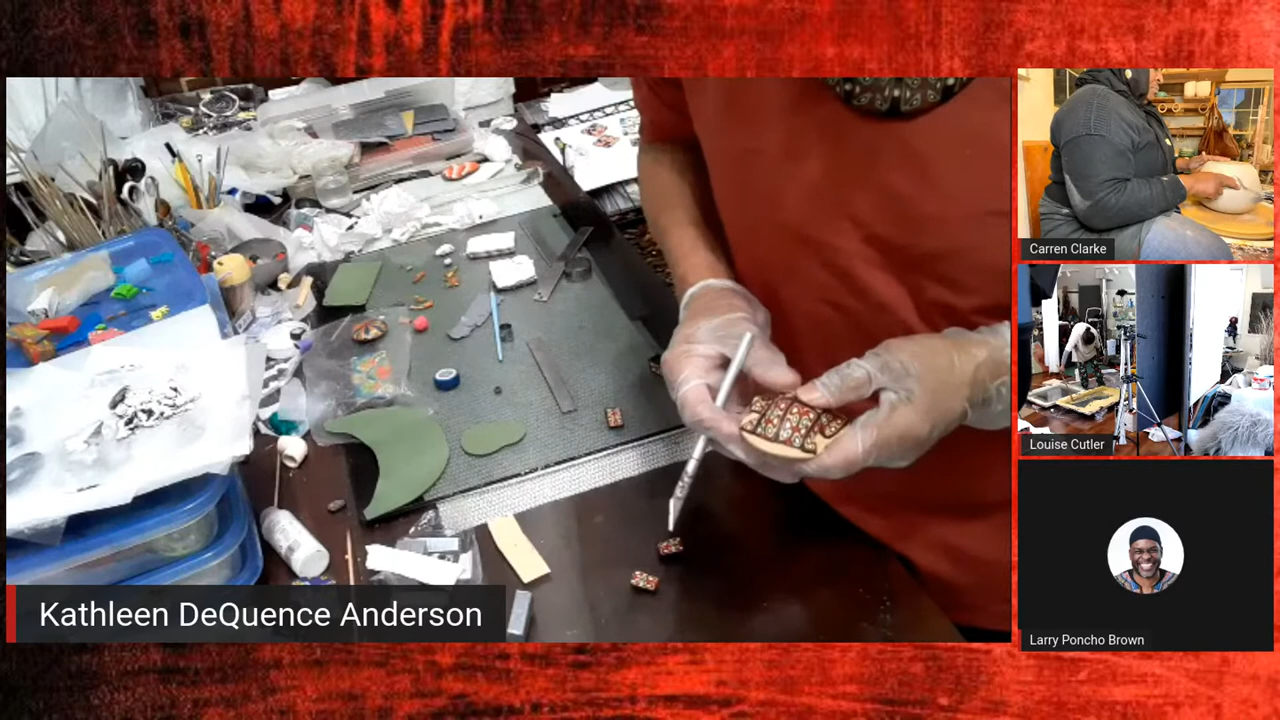 Kathleen DeQuence Anderson
Carren Clarke
Louise Cutler
Larry Poncho Brown